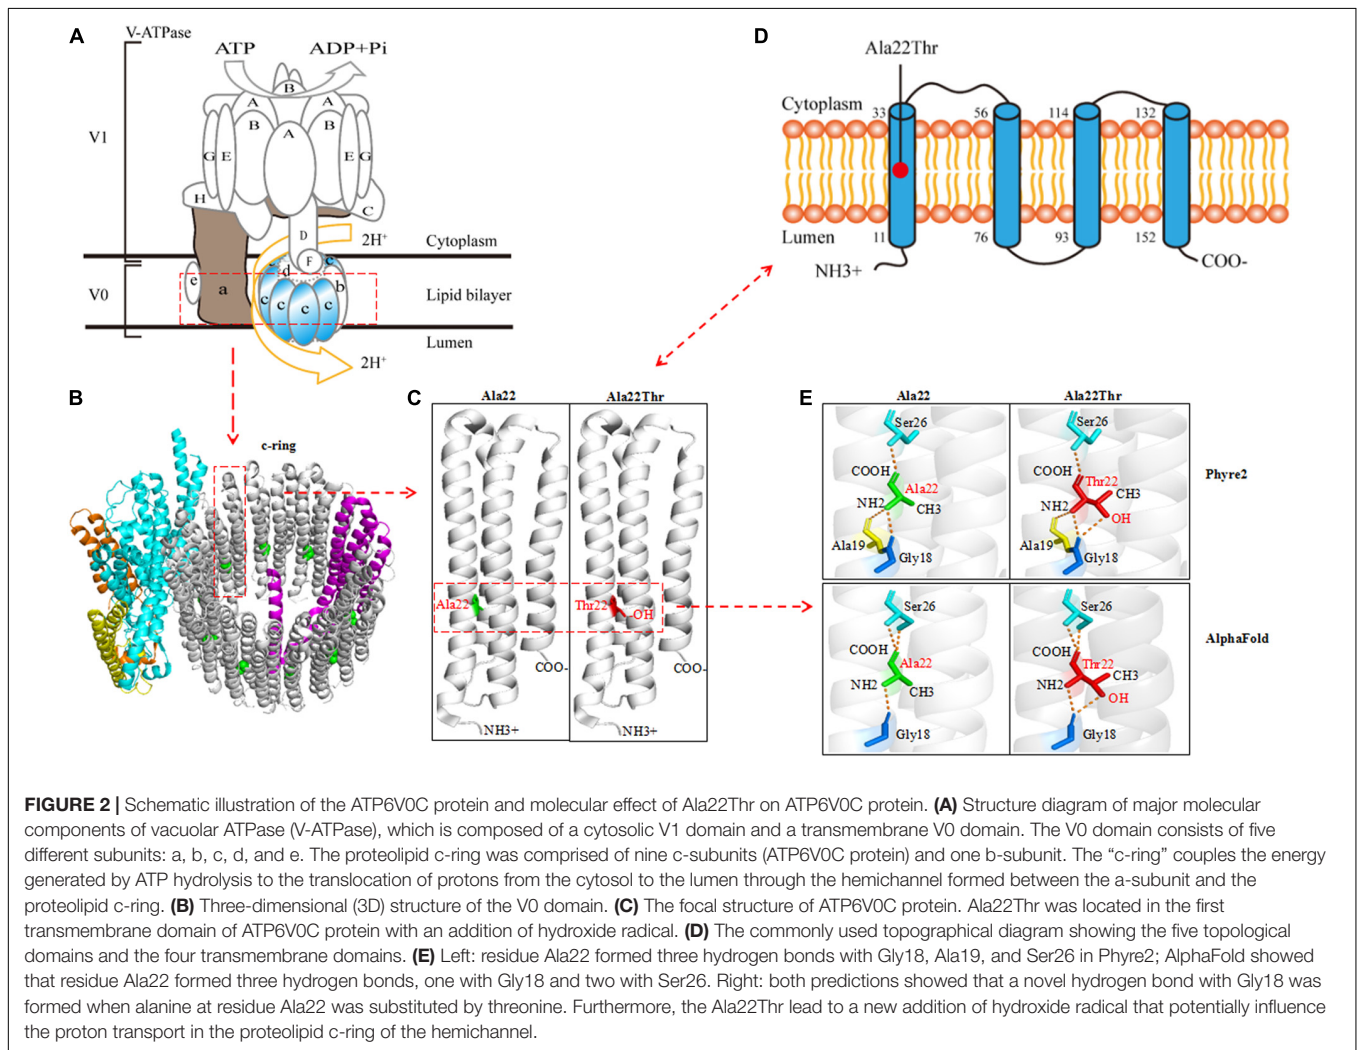 A
V-ATPase
ATP
ADP+Pi
B
A
A
B
B
A
V1
G
E
E
G
H
C
D
2H+
Cytoplasm
F
d
c
e
a
b
V0
c
c
c
c
Lipid bilayer
Lumen
2H+
D
Ala22Thr
Cytoplasm
33
56
114
132
Lumen
11
76
93
152
NH3+
COO-
B
c-ring
C
Ala22
Ala22Thr
Ala22
Thr22
OH
COO-
COO-
NH3+
NH3+
E
Ala22
Ala22Thr
Ser26
COOH
Ala22
NH2
CH3
Ala19
Gly18
Ser26
COOH
Thr22
CH3
NH2
OH
Ala19
Gly18
Phyre2
Ser26
COOH
Ala22
NH2
CH3
Gly18
Ser26
COOH
Thr22
CH3
NH2
OH
Gly18
AlphaFold
FIGURE 2 | Schematic illustration of the ATP6V0C protein and molecular effect of Ala22Thr on ATP6V0C protein. (A) Structure diagram of major molecular
components of vacuolar ATPase (V-ATPase), which is composed of a cytosolic V1 domain and a transmembrane V0 domain. The V0 domain consists of five
different subunits: a, b, c, d, and e. The proteolipid c-ring was comprised of nine c-subunits (ATP6V0C protein) and one b-subunit. The “c-ring” couples the energy
generated by ATP hydrolysis to the translocation of protons from the cytosol to the lumen through the hemichannel formed between the a-subunit and the
proteolipid c-ring. (B) Three-dimensional (3D) structure of the V0 domain. (C) The focal structure of ATP6V0C protein. Ala22Thr was located in the first
transmembrane domain of ATP6V0C protein with an addition of hydroxide radical. (D) The commonly used topographical diagram showing the five topological
domains and the four transmembrane domains. (E) Left: residue Ala22 formed three hydrogen bonds with Gly18, Ala19, and Ser26 in Phyre2; AlphaFold showed
that residue Ala22 formed three hydrogen bonds, one with Gly18 and two with Ser26. Right: both predictions showed that a novel hydrogen bond with Gly18 was
formed when alanine at residue Ala22 was substituted by threonine. Furthermore, the Ala22Thr lead to a new addition of hydroxide radical that potentially influence
the proton transport in the proteolipid c-ring of the hemichannel.